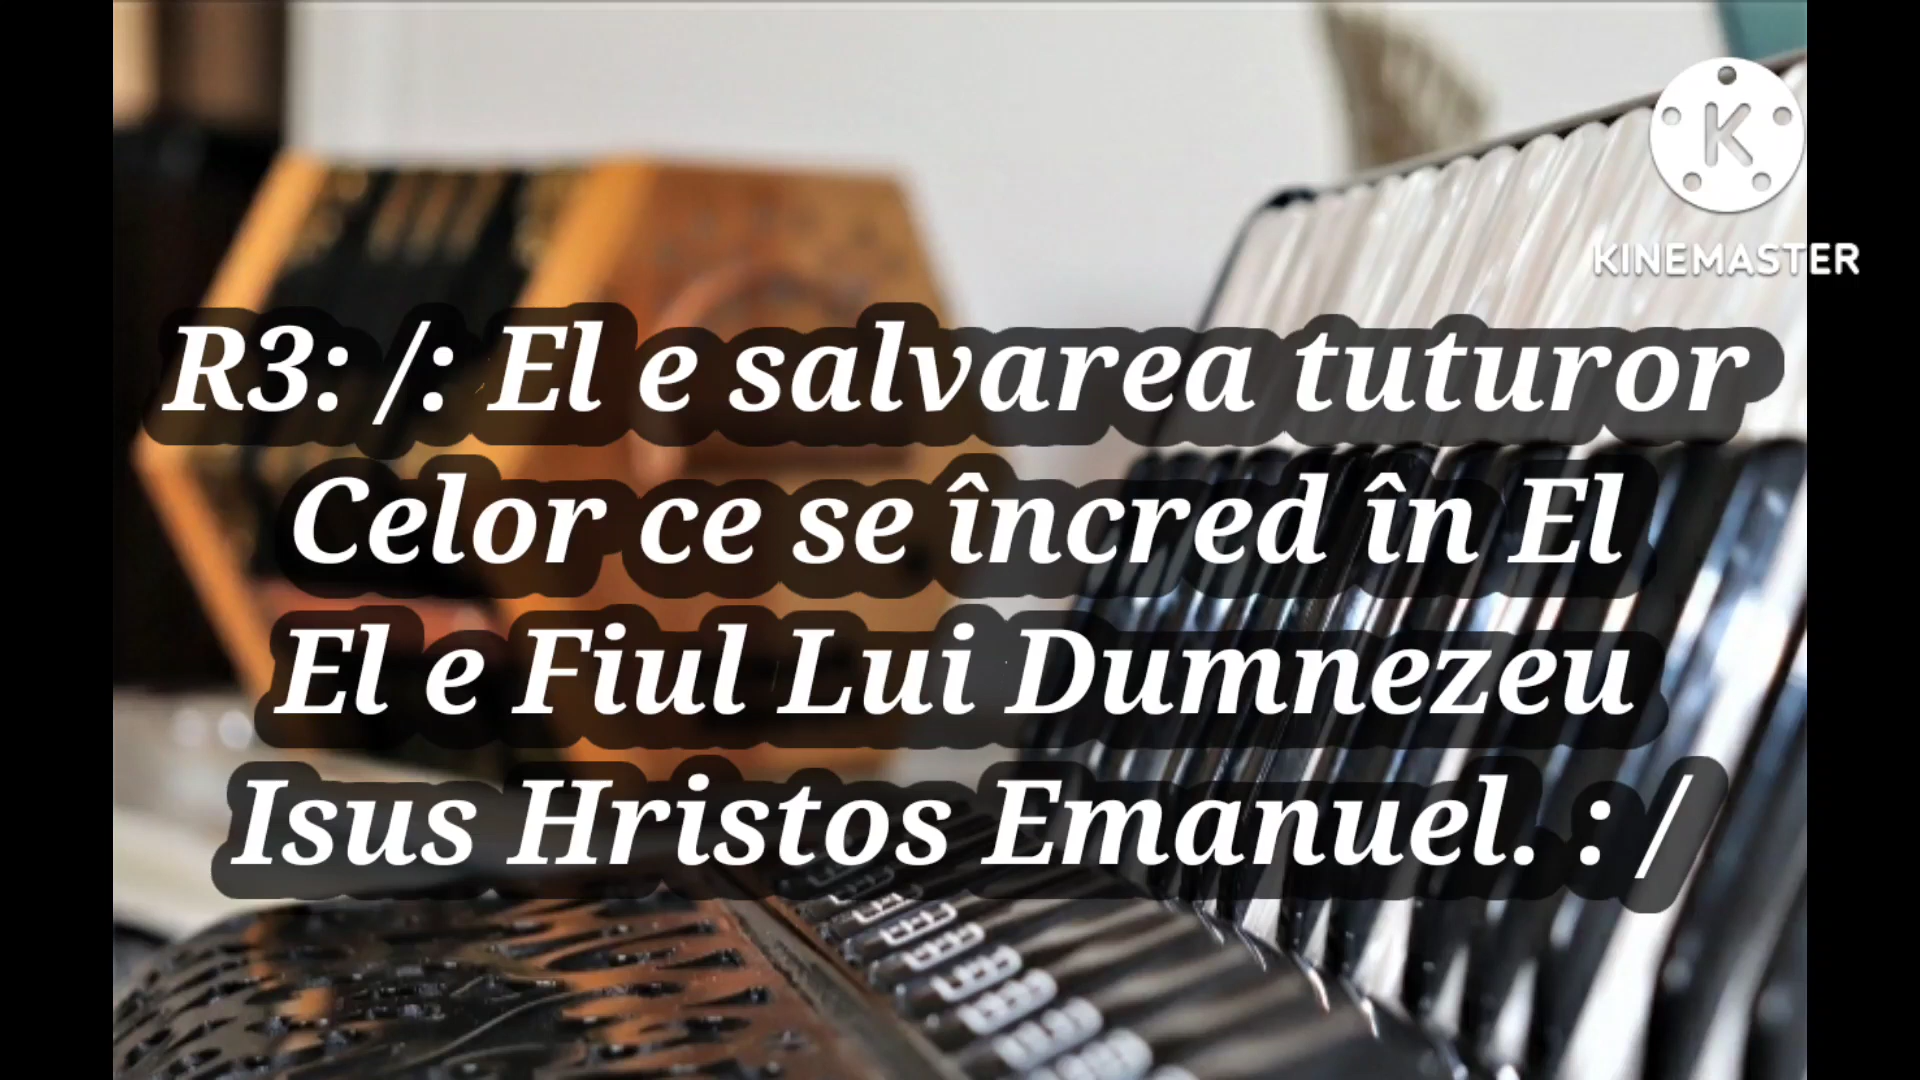 K
KINEMASTER
R3: /: El e salvarea tuturor
Celor ce se încred în El
El e Fiul Lui Dumnezeu
Isus Hristos Emanuel. : /